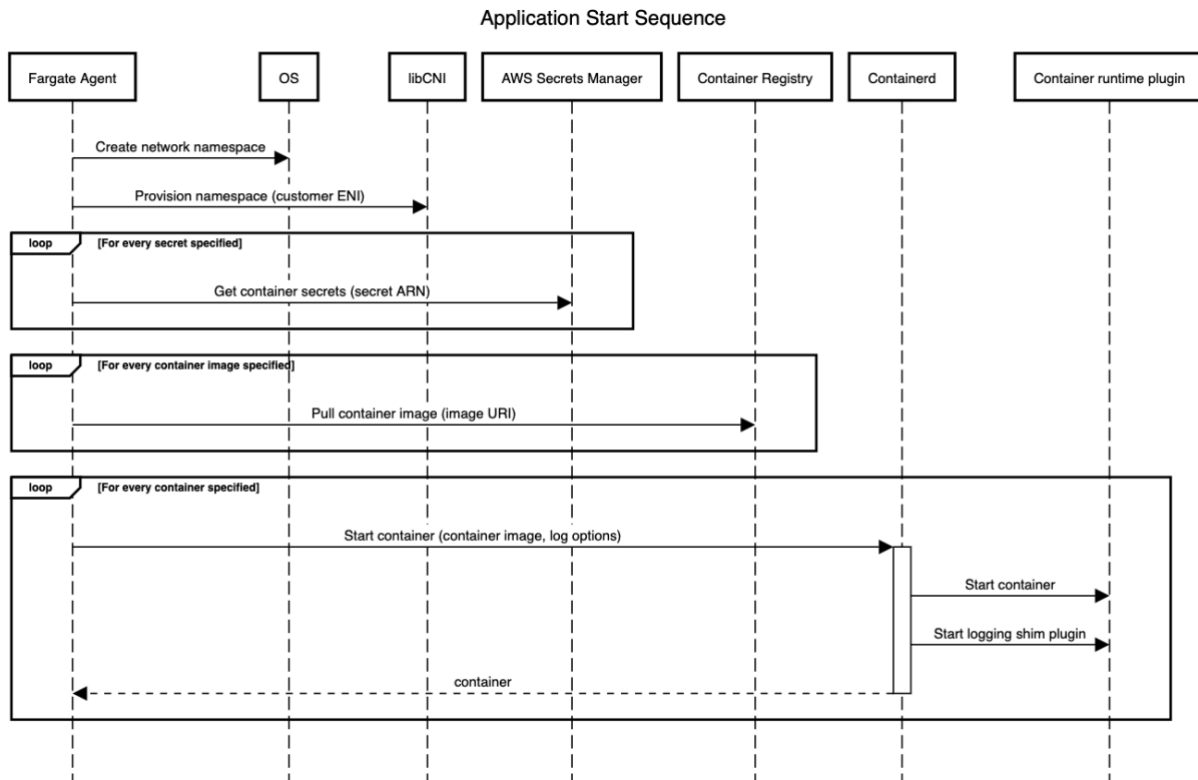 Application Start Sequence
Fargate Agent
OS
libCNI
AWS Secrets Manager
Container Registry
Containerd
Container runtime plugin
Create network namespace
Provision namespace (customer ENI)
loop
[For every secret specified]
Get container secrets (secret ARN)
loop
[For every container image specified]
Pull container image (image URI)
loop
[For every container specified]
Start container (container image, log options)
Start container
Start logging shim plugin
container